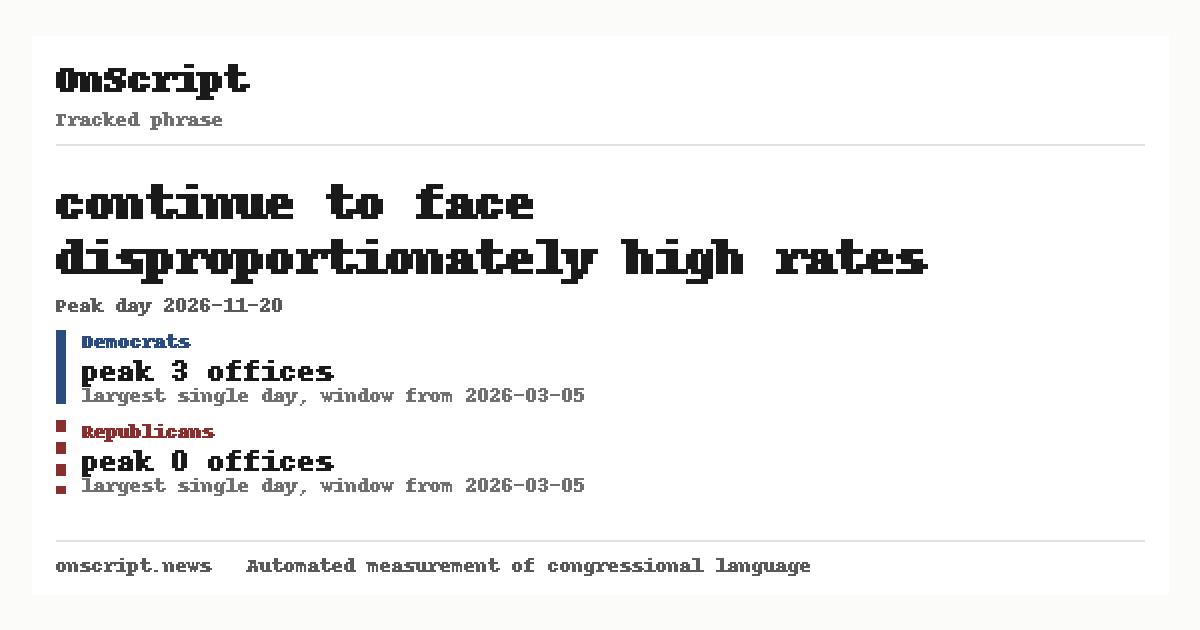 OnScript
Tracked phrase
continue to face
disproportionately high rates
Peak day 2026-11-20
Democrats
peak 3 offices
largest single day, window from 2026-03-05
Republicans
peak 0 offices
largest single day, window from 2026-03-05
onscript.news Automated measurement of congressional language